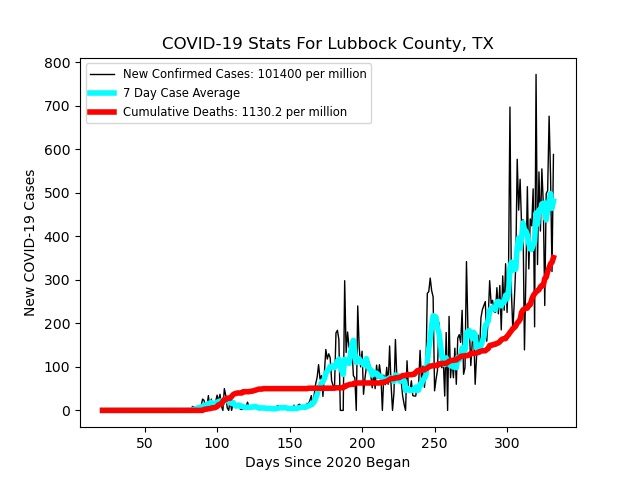 COVID-19 Stats For Lubbock County, TX
New Confirmed Cases: 101400 per million
7 Day Case Average
Cumulative Deaths: 1130.2 per million
New COVID-19 Cases
800
700
600
500
400
300
200
100
0
50 100 150 200 250 300
Days Since 2020 Began